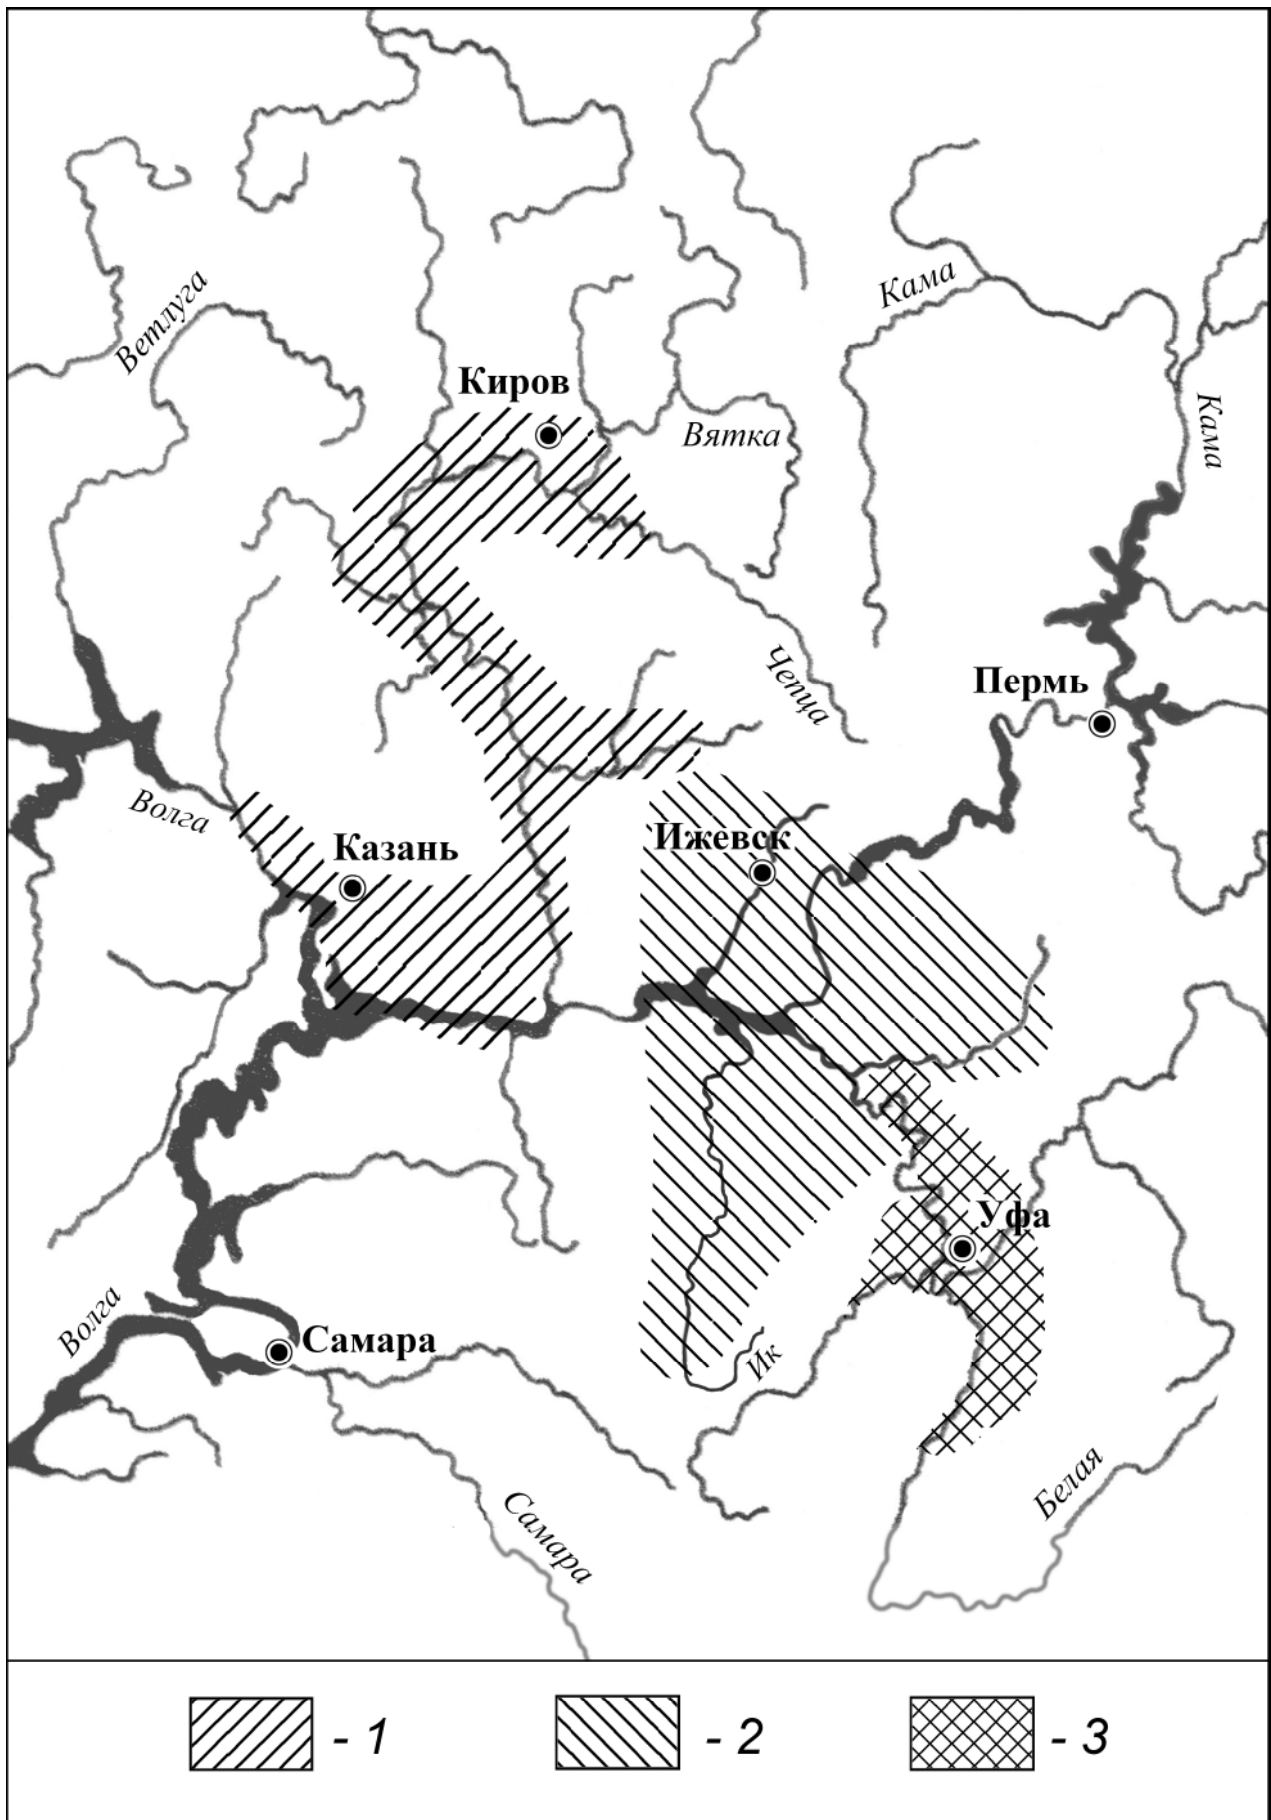 Ветлуга
Кама
Киров
Вятка
Кама
Чепца
Пермь
Волга
Казань
Ижевск
Уфа
Волга
Самара
Ик
Белая
Самара
- 1
- 2
- 3